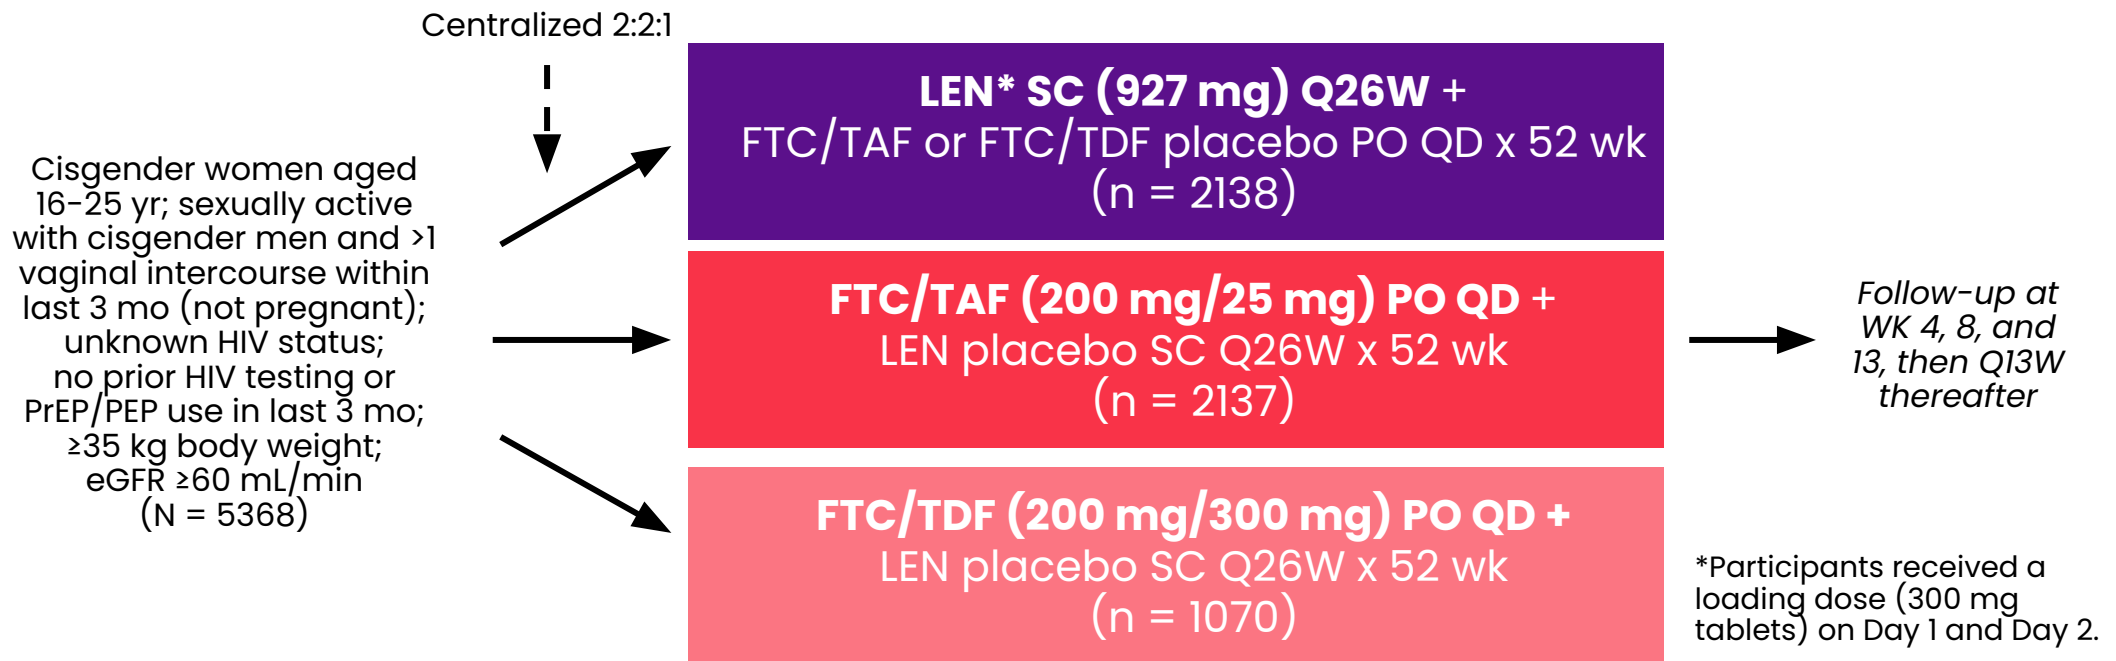 Centralized 2:2:1
Cisgender women aged
16-25 yr; sexually active
with cisgender men and >1
vaginal intercourse within
last 3 mo (not pregnant);
unknown HIV status;
no prior HIV testing or
PrEP/PEP use in last 3 mo;
≥35 kg body weight;
eGFR ≥60 mL/min
(N = 5368)
LEN* SC (927 mg) Q26W +
FTC/TAF or FTC/TDF placebo PO QD x 52 wk
(n = 2138)
FTC/TAF (200 mg/25 mg) PO QD +
LEN placebo SC Q26W x 52 wk
(n = 2137)
FTC/TDF (200 mg/300 mg) PO QD +
LEN placebo SC Q26W x 52 wk
(n = 1070)
Follow-up at
WK 4, 8, and
13, then Q13W
thereafter
*Participants received a
loading dose (300 mg
tablets) on Day 1 and Day 2.